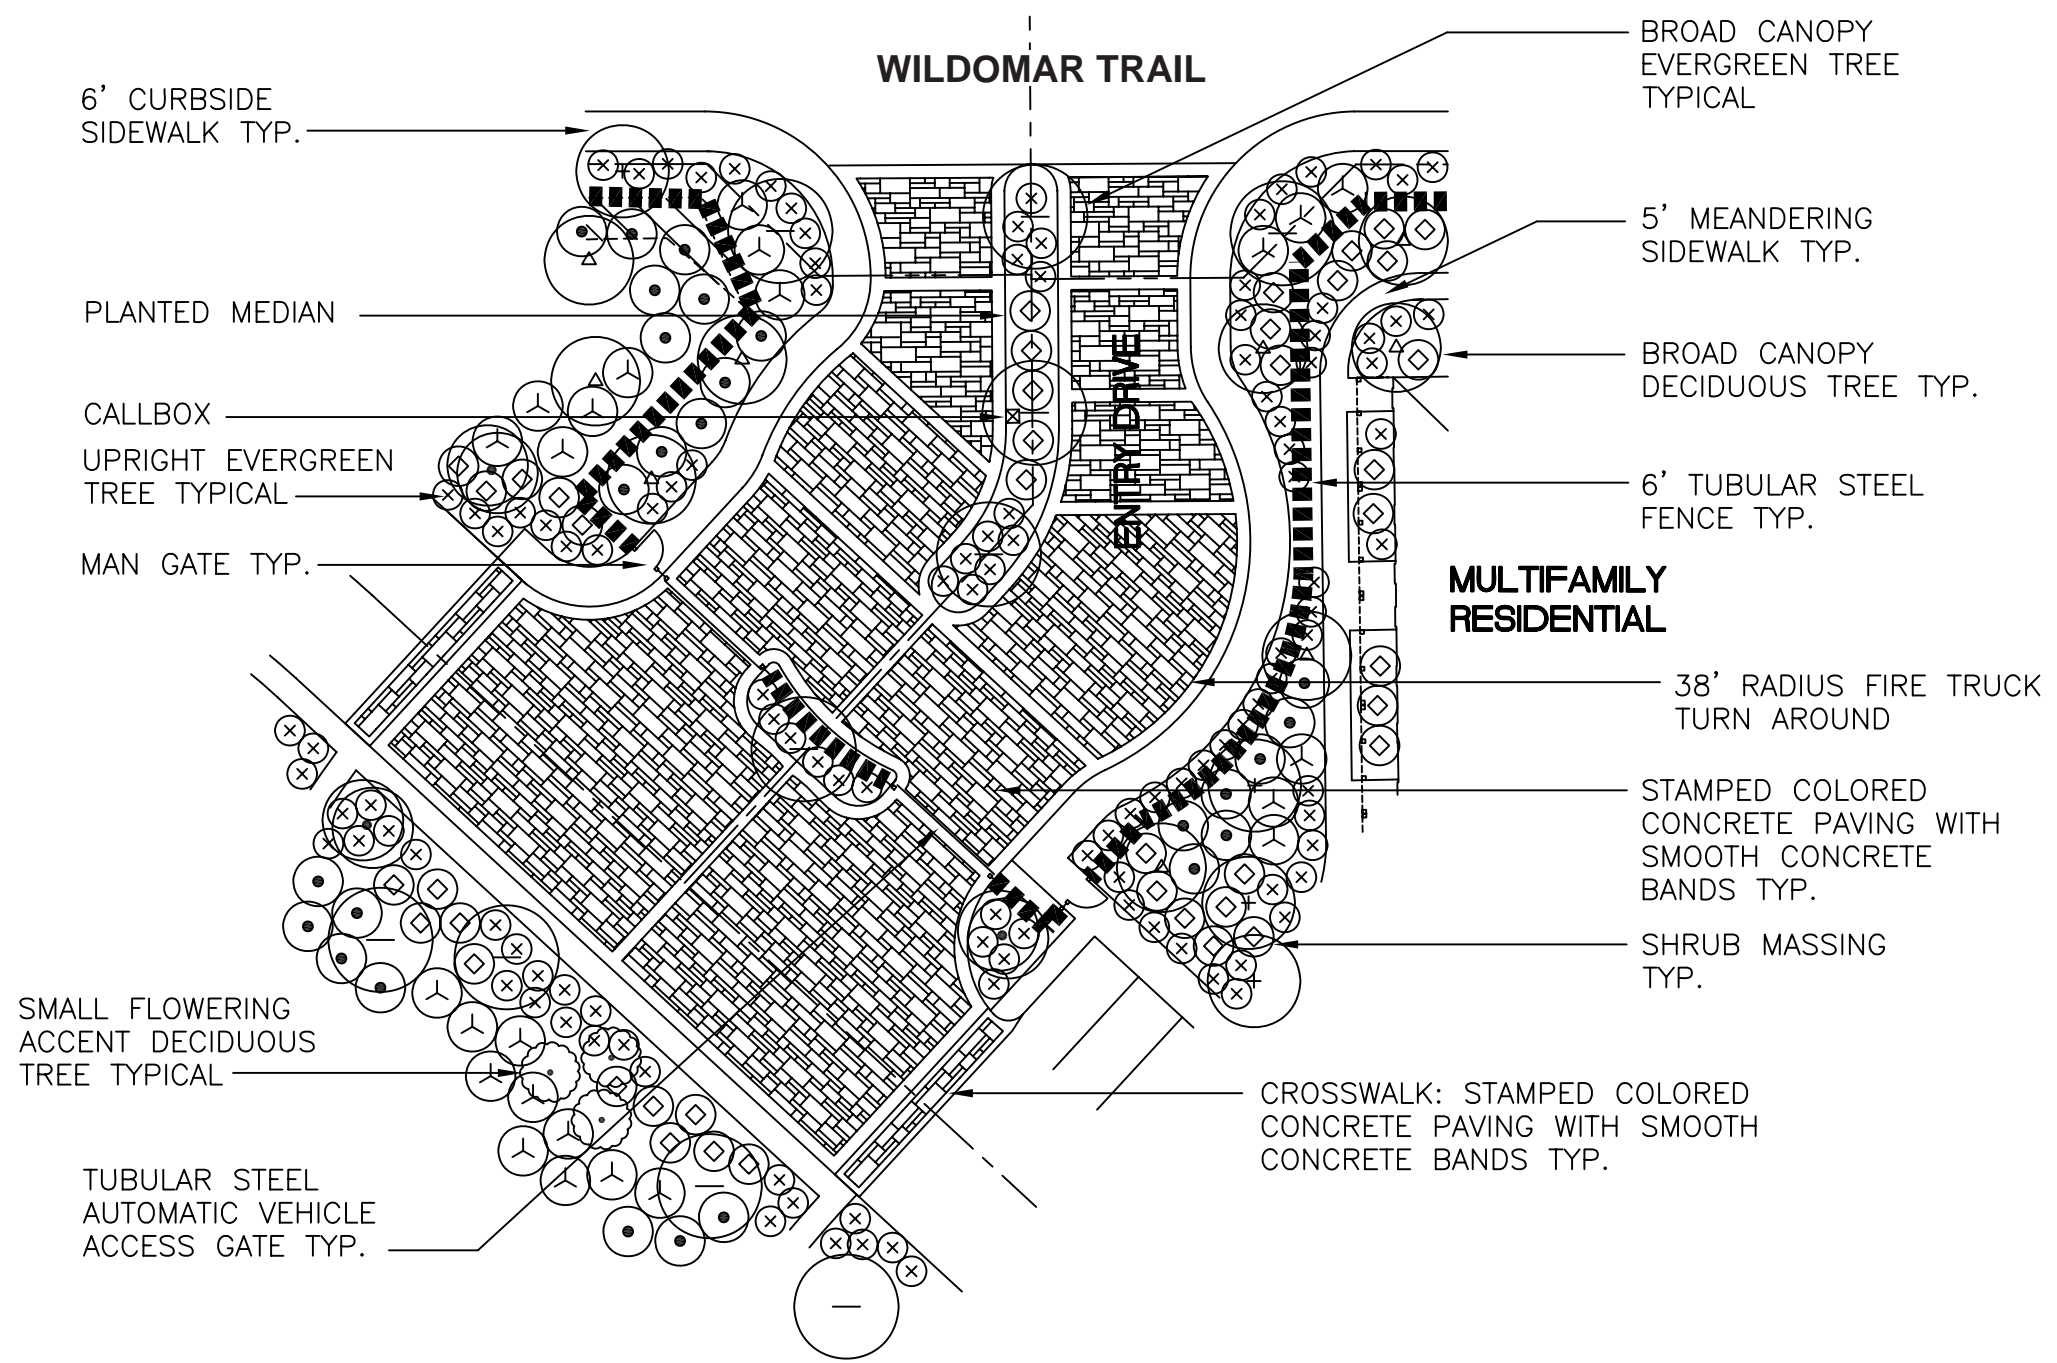 WILDOMAR TRAIL
BROAD CANOPY
EVERGREEN TREE
TYPICAL
6' CURBSIDE
SIDEWALK TYP.
5' MEANDERING
SIDEWALK TYP.
PLANTED MEDIAN
BROAD CANOPY
DECIDUOUS TREE TYP.
CALLBOX
ENTRY DRIVE
UPRIGHT EVERGREEN
TREE TYPICAL
6' TUBULAR STEEL
FENCE TYP.
MAN GATE TYP.
MULTIFAMILY
RESIDENTIAL
38' RADIUS FIRE TRUCK
TURN AROUND
STAMPED COLORED
CONCRETE PAVING WITH
SMOOTH CONCRETE
BANDS TYP.
SHRUB MASSING
TYP.
SMALL FLOWERING
ACCENT DECIDUOUS
TREE TYPICAL
CROSSWALK: STAMPED COLORED
CONCRETE PAVING WITH SMOOTH
CONCRETE BANDS TYP.
TUBULAR STEEL
AUTOMATIC VEHICLE
ACCESS GATE TYP.